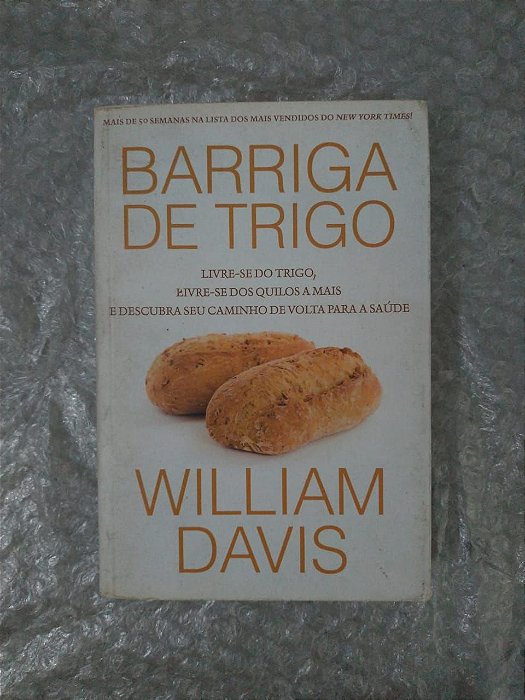 MAIS DE 50 SEMANAS NA LISTA DOS MAIS VENDIDOS DO NEW YORK TIMES!
BARRIGA
DE TRIGO
LIVRE-SE DO TRIGO,
LIVRE-SE DOS QUILOS A MAIS
E DESCUBRA SEU CAMINHO DE VOLTA PARA A SAÚDE
WILLIAM
DAVIS